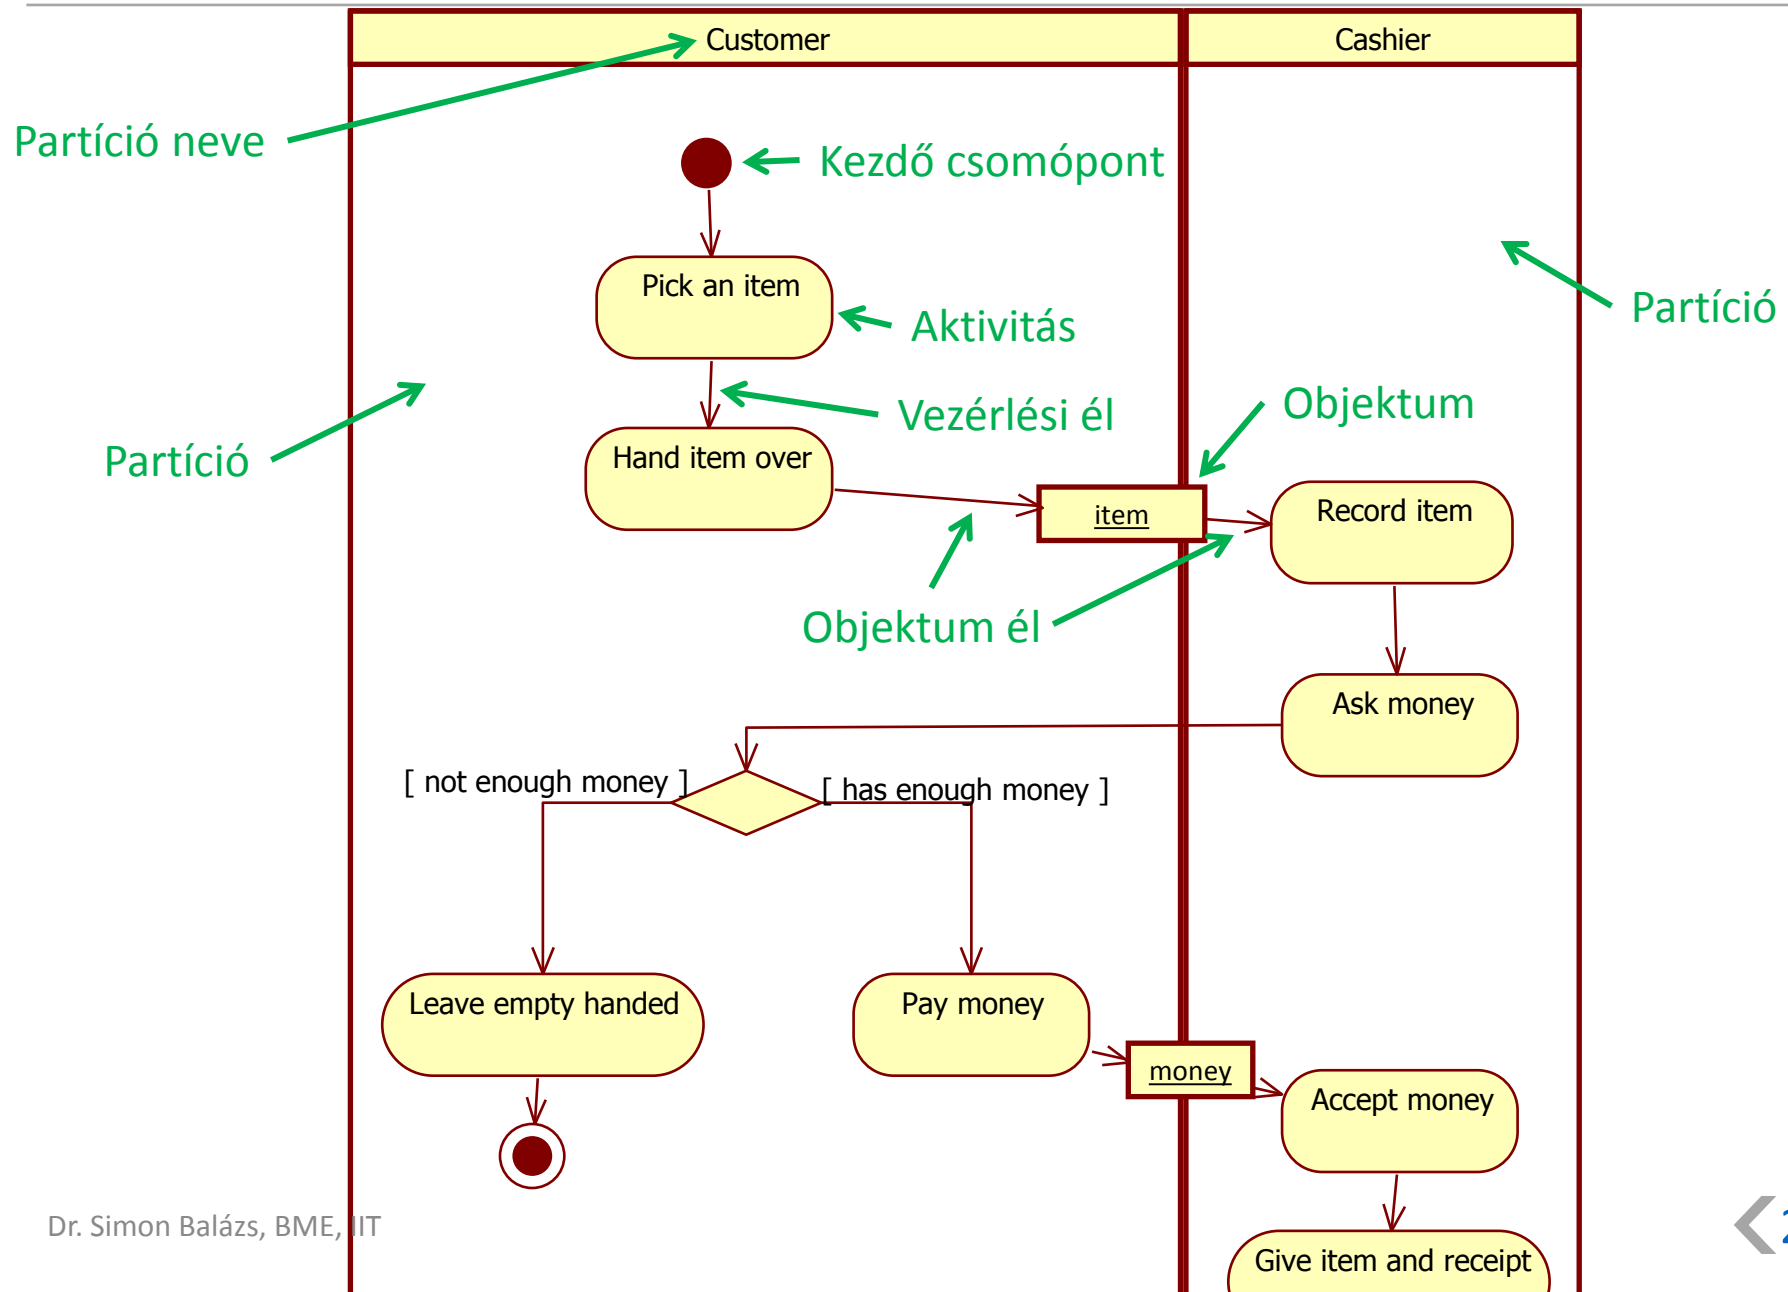 Customer
Cashier
Partíció neve
Kezdő csomópont
Pick an item
Partíció
Aktivitás
Objektum
Vezérlési él
Partíció
Hand item over
item
Record item
Objektum él
Ask money
[ not enough money ]
[ has enough money ]
Leave empty handed
Pay money
money
Accept money
Dr. Simon Balázs, BME, IIT
Give item and receipt